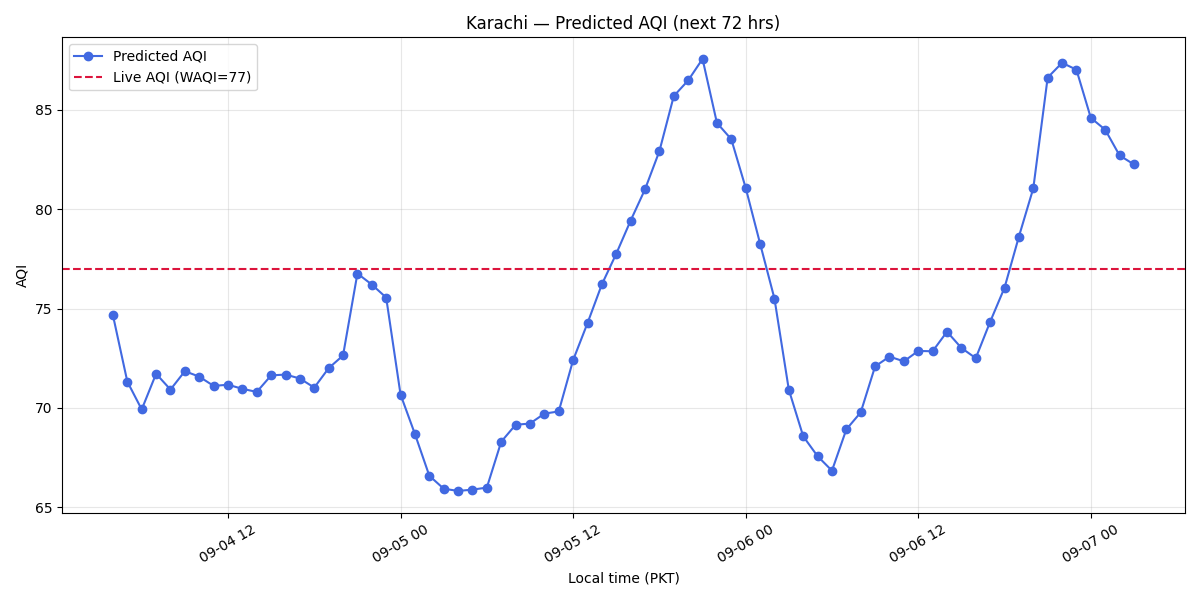 Karachi — Predicted AQI (next 72 hrs)
Predicted AQI
Live AQI (WAQI=77)
AQI
85
80
75
70
65
09-04 12
09-05 00
09-05 12
09-06 00
09-06 12
09-07 00
Local time (PKT)